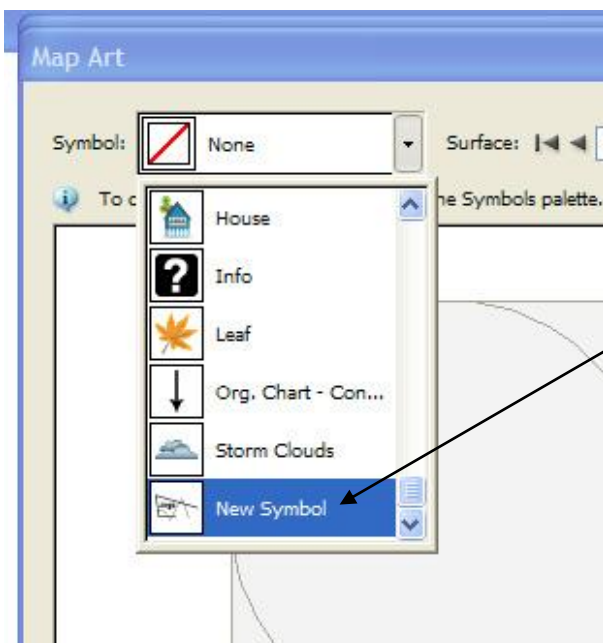 Map Art
Symbol: None Surface:
To c he Symbols palette.
House
?
Info
Leaf
Org. Chart - Con...
Storm Clouds
New Symbol